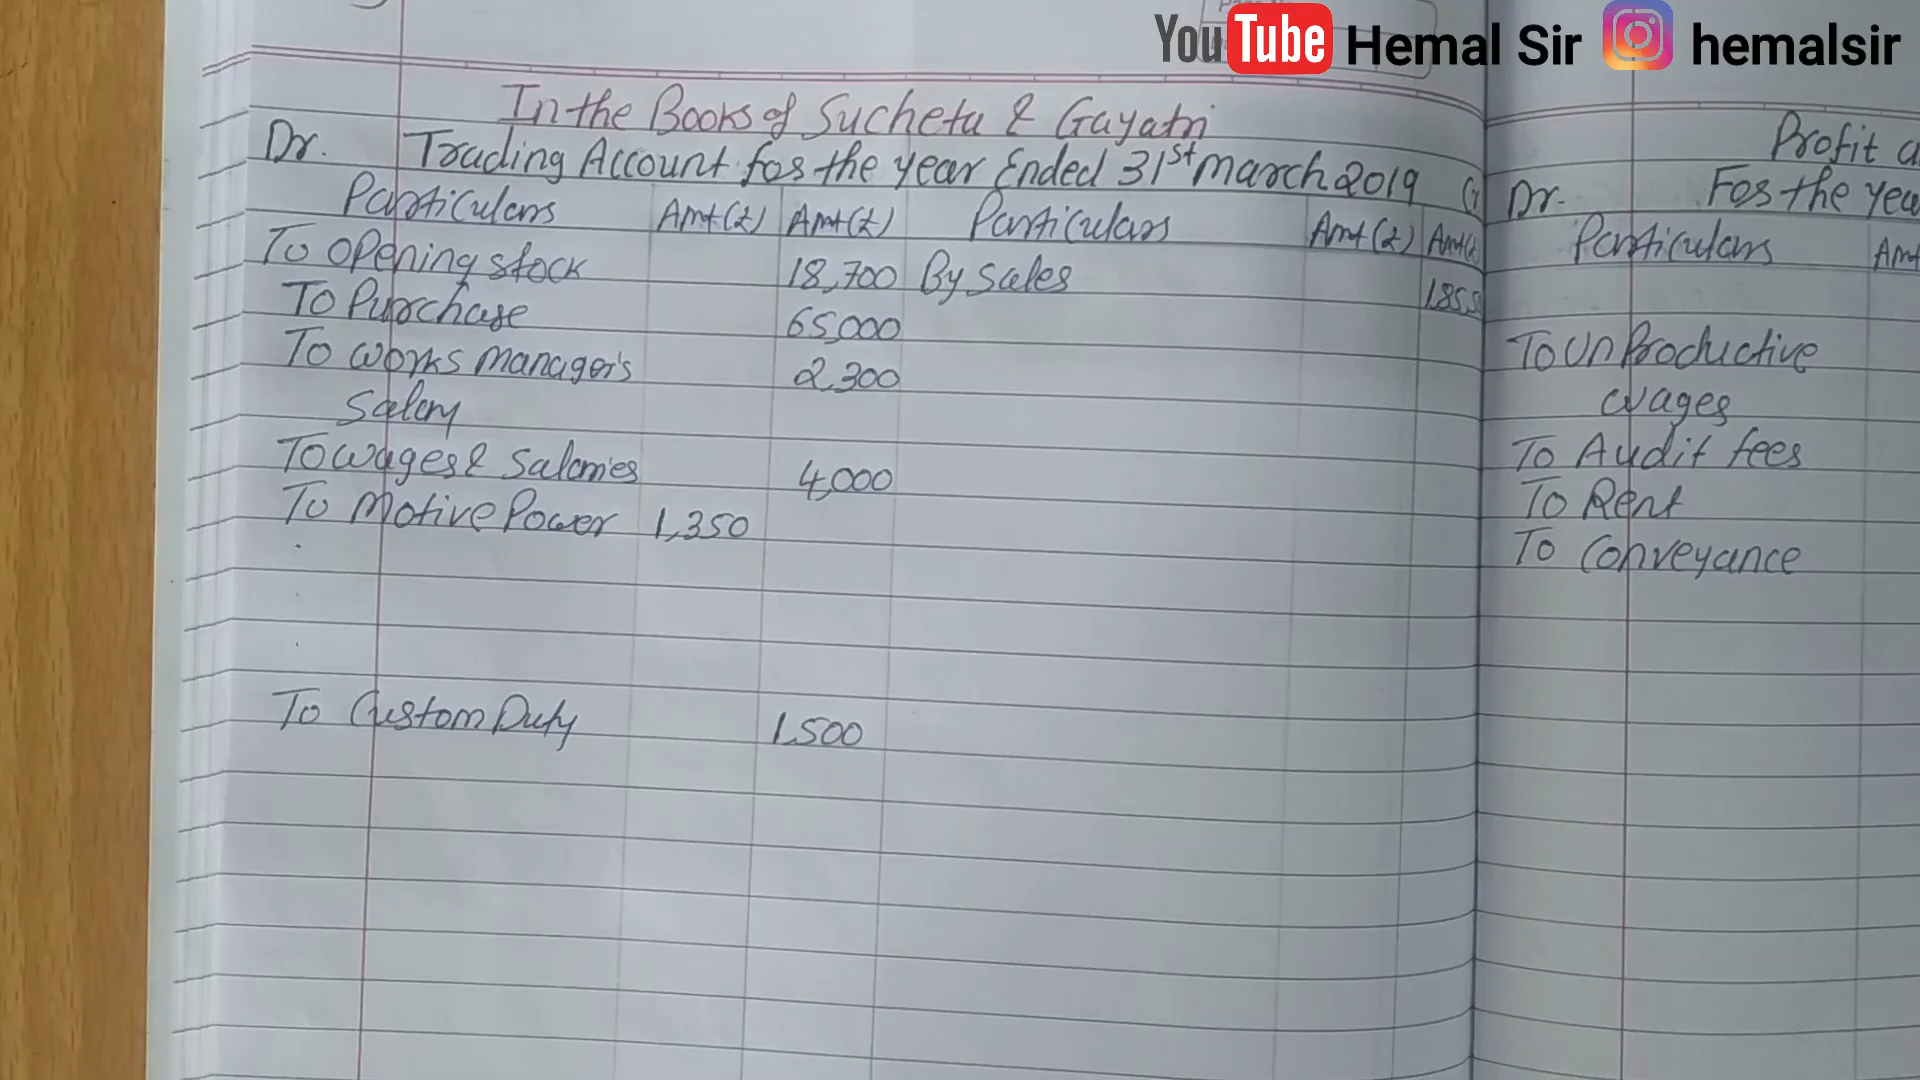 YouTube Hemal Sir hemalsir
In the Books of Sucheta & Gayatri
Dr. Trading Account for the year Ended 31st march 2019
Particulars Amt(₹) Amt(₹) Particulars Amt(₹) Amt(₹
To opening stock 18,700 By Sales
To Purchase 65,000
To works manager's 2,300
Salary
To wages & Salaries 4,000
To Motive Power 1,350
To Custom Duty 1,500
Profit a
Dr. For the Yea
Particulars Amt
To UnProductive
wages
To Audit fees
To Rent
To Conveyance